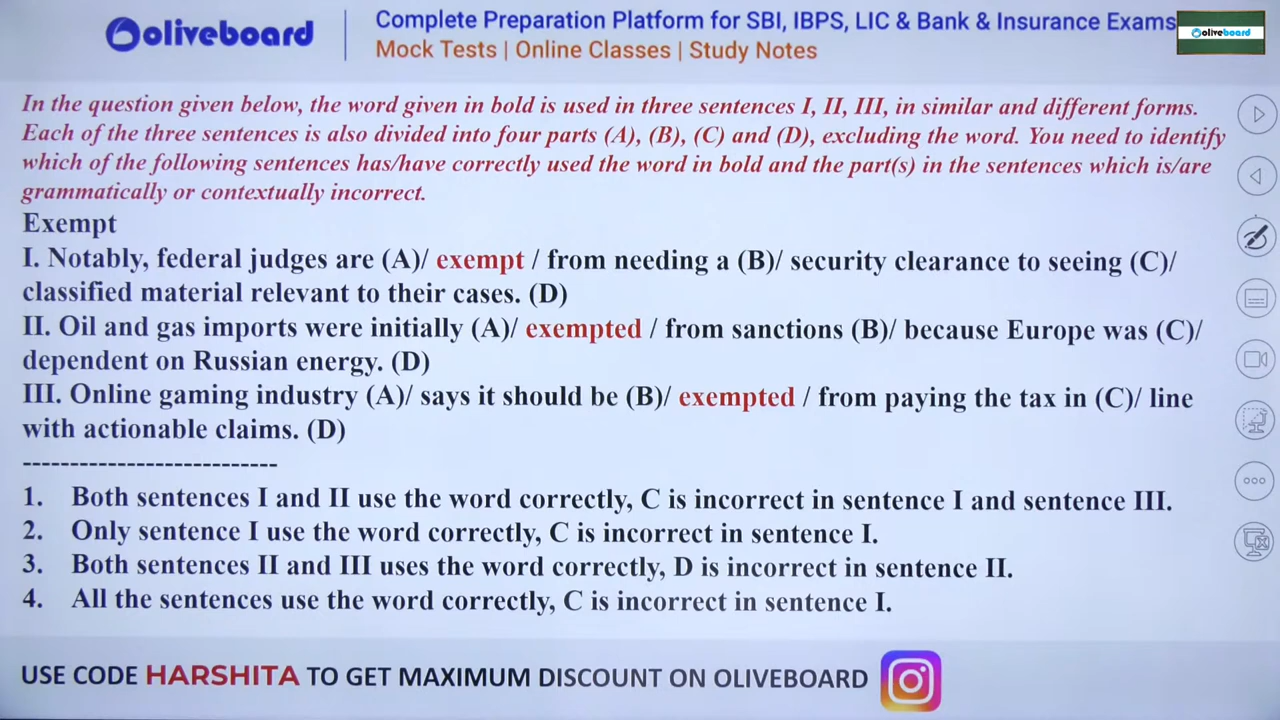 oliveboard
Complete Preparation Platform for SBI, IBPS, LIC & Bank & Insurance Exams
Mock Tests | Online Classes | Study Notes
oliveboard
In the question given below, the word given in bold is used in three sentences I, II, III, in similar and different forms.
Each of the three sentences is also divided into four parts (A), (B), (C) and (D), excluding the word. You need to identify
which of the following sentences has/have correctly used the word in bold and the part(s) in the sentences which is/are
grammatically or contextually incorrect.
Exempt
I. Notably, federal judges are (A)/ exempt / from needing a (B)/ security clearance to seeing (C)/
classified material relevant to their cases. (D)
II. Oil and gas imports were initially (A)/ exempted / from sanctions (B)/ because Europe was (C)/
dependent on Russian energy. (D)
III. Online gaming industry (A)/ says it should be (B)/ exempted / from paying the tax in (C)/ line
with actionable claims. (D)
--------------------------
1. Both sentences I and II use the word correctly, C is incorrect in sentence I and sentence III.
2. Only sentence I use the word correctly, C is incorrect in sentence I.
3. Both sentences II and III uses the word correctly, D is incorrect in sentence II.
4. All the sentences use the word correctly, C is incorrect in sentence I.
USE CODE HARSHITA TO GET MAXIMUM DISCOUNT ON OLIVEBOARD